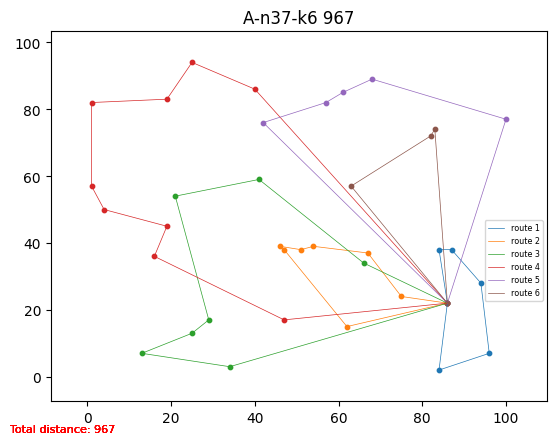 A-n37-k6 967
100
80
60
40
20
0
route 1
route 2
route 3
route 4
route 5
route 6
0 20 40 60 80 100
Total distance: 967